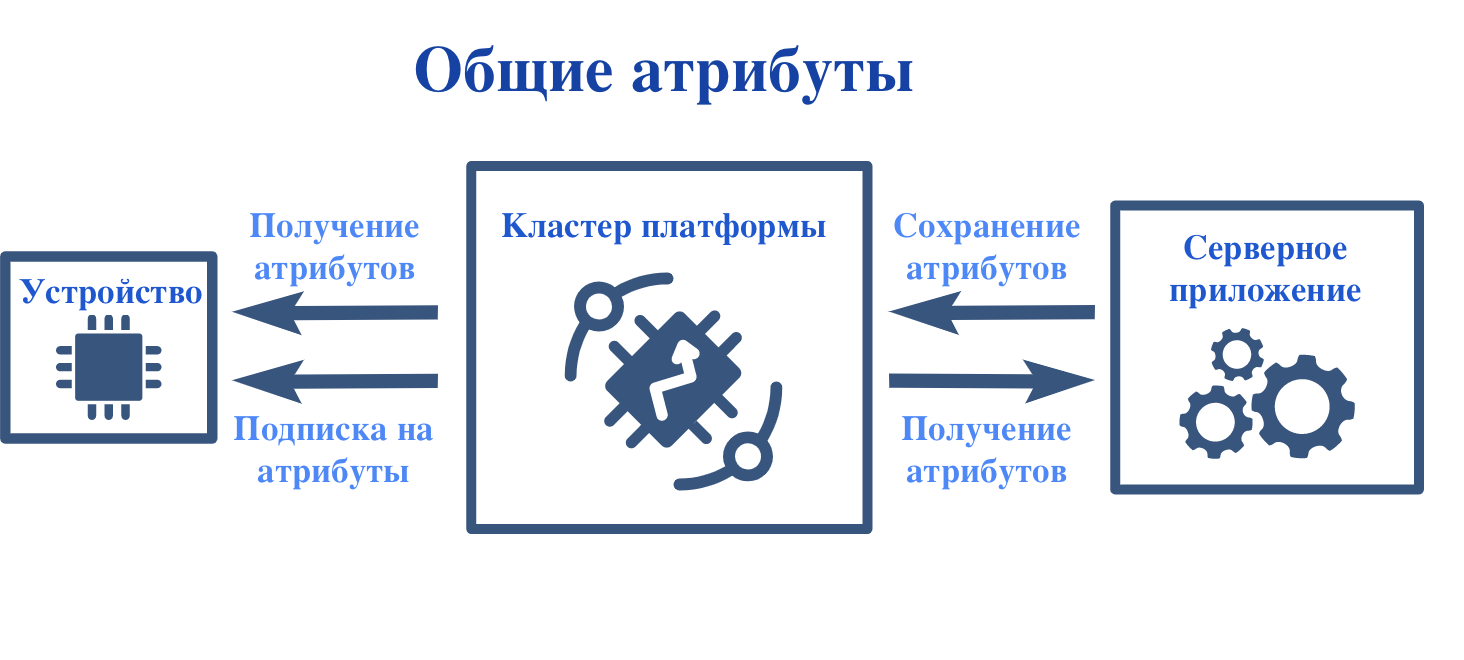 Общие атрибуты
Устройство
Получение
атрибутов
Подписка на
атрибуты
Кластер платформы
Сохранение
атрибутов
Получение
атрибутов
Серверное
приложение